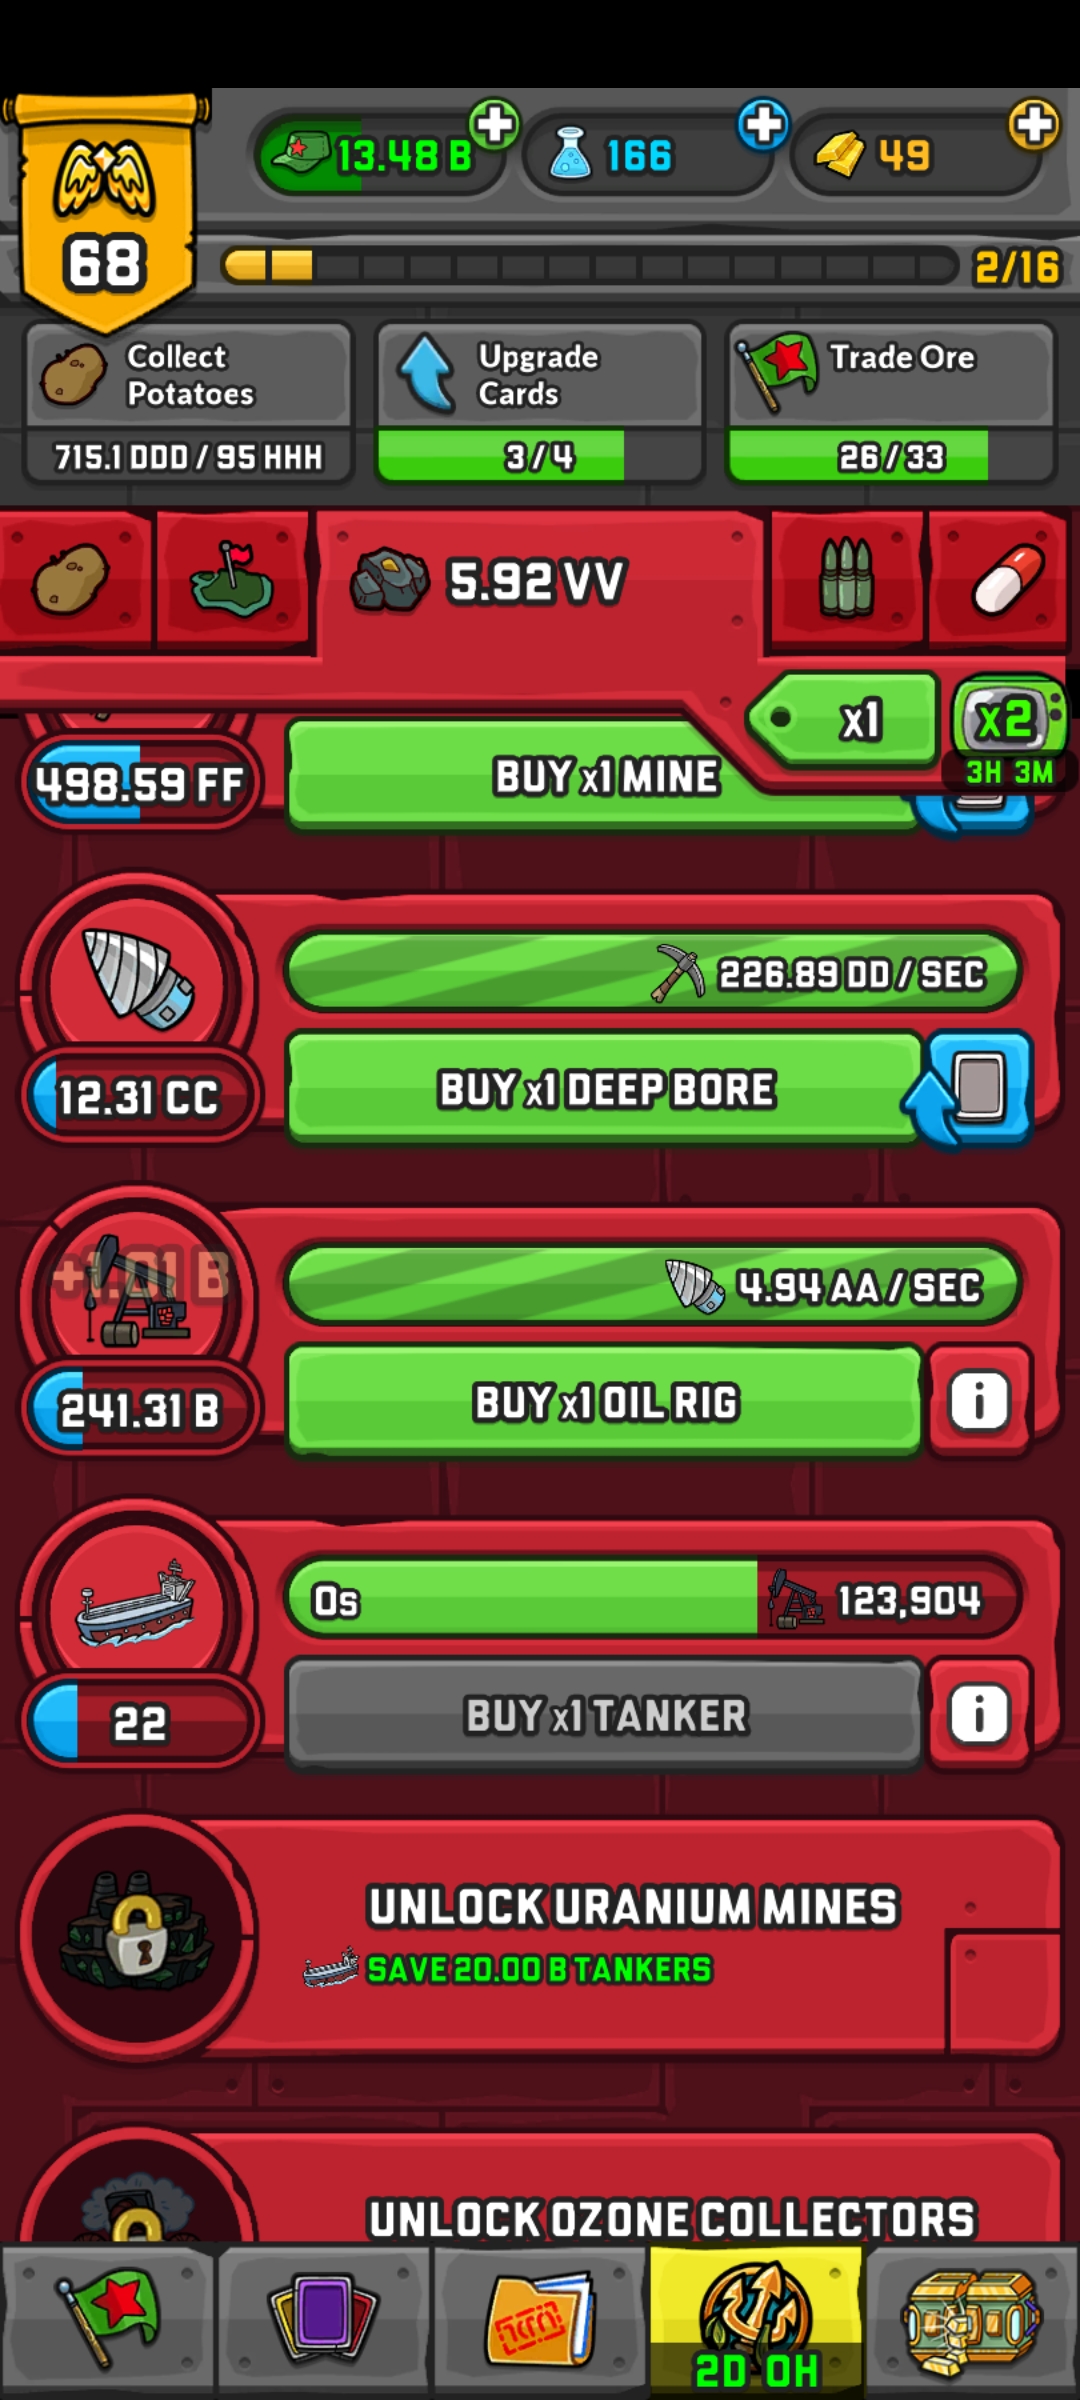 13.48 B
166
49
68
2/16
Collect
Potatoes
715.1 DDD / 95 HHH
Upgrade
Cards
3/4
Trade Ore
26/33
5.92 VV
x1
x2
3H 3M
498.59 FF
BUY x1 MINE
226.89 DD / SEC
12.31 CC
BUY x1 DEEP BORE
+1.01 B
4.94 AA / SEC
241.31 B
BUY x1 OIL RIG
i
0s
123,904
22
BUY x1 TANKER
i
UNLOCK URANIUM MINES
SAVE 20.00 B TANKERS
UNLOCK OZONE COLLECTORS
2D 0H